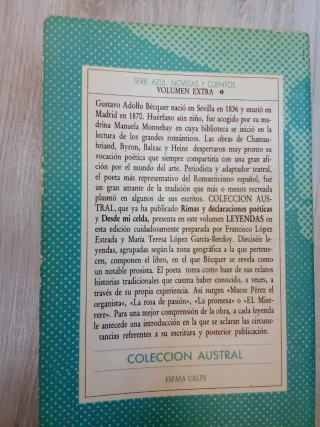 SERIE AZUL: NOVELAS Y CUENTOS
VOLUMEN EXTRA *
Gustavo Adolfo Bécquer nació en Sevilla en 1836 y murió en
Madrid en 1870. Huérfano aún niño, fue acogido por su ma-
drina Manuela Monnehay en cuya biblioteca se inició en la
lectura de los grandes románticos. Las obras de Chateau-
briand, Byron, Balzac y Heine despertaron muy pronto su
vocación poética que siempre compartiría con una gran afi-
ción por el mundo del arte. Periodista y adaptador teatral,
el poeta más representativo del Romanticismo español, fue
un gran amante de la tradición que más o menos recreada
plasmó en algunos de sus escritos. COLECCION AUS-
TRAL, que ya ha publicado Rimas y declaraciones poéticas
y Desde mi celda, presenta en este volumen LEYENDAS en
esta edición cuidadosamente preparada por Francisco López
Estrada y María Teresa López García-Berdoy. Dieciséis le-
yendas, agrupadas según la zona geográfica a la que pertene-
cen, componen el libro, en el que Bécquer se revela como
un notable prosista. El poeta toma como base de sus relatos
historias tradicionales que cuenta haber conocido, a veces, a
través de su propia experiencia. Así surgen «Maese Pérez el
organista», «La rosa de pasión», «La promesa» o «EL Mise-
rere». Para una mejor comprensión de la obra, a cada leyenda
le antecede una introducción en la que se aclaran las circuns-
tancias referentes a su escritura y posterior publicación.
COLECCION AUSTRAL
ESPASA CALPE